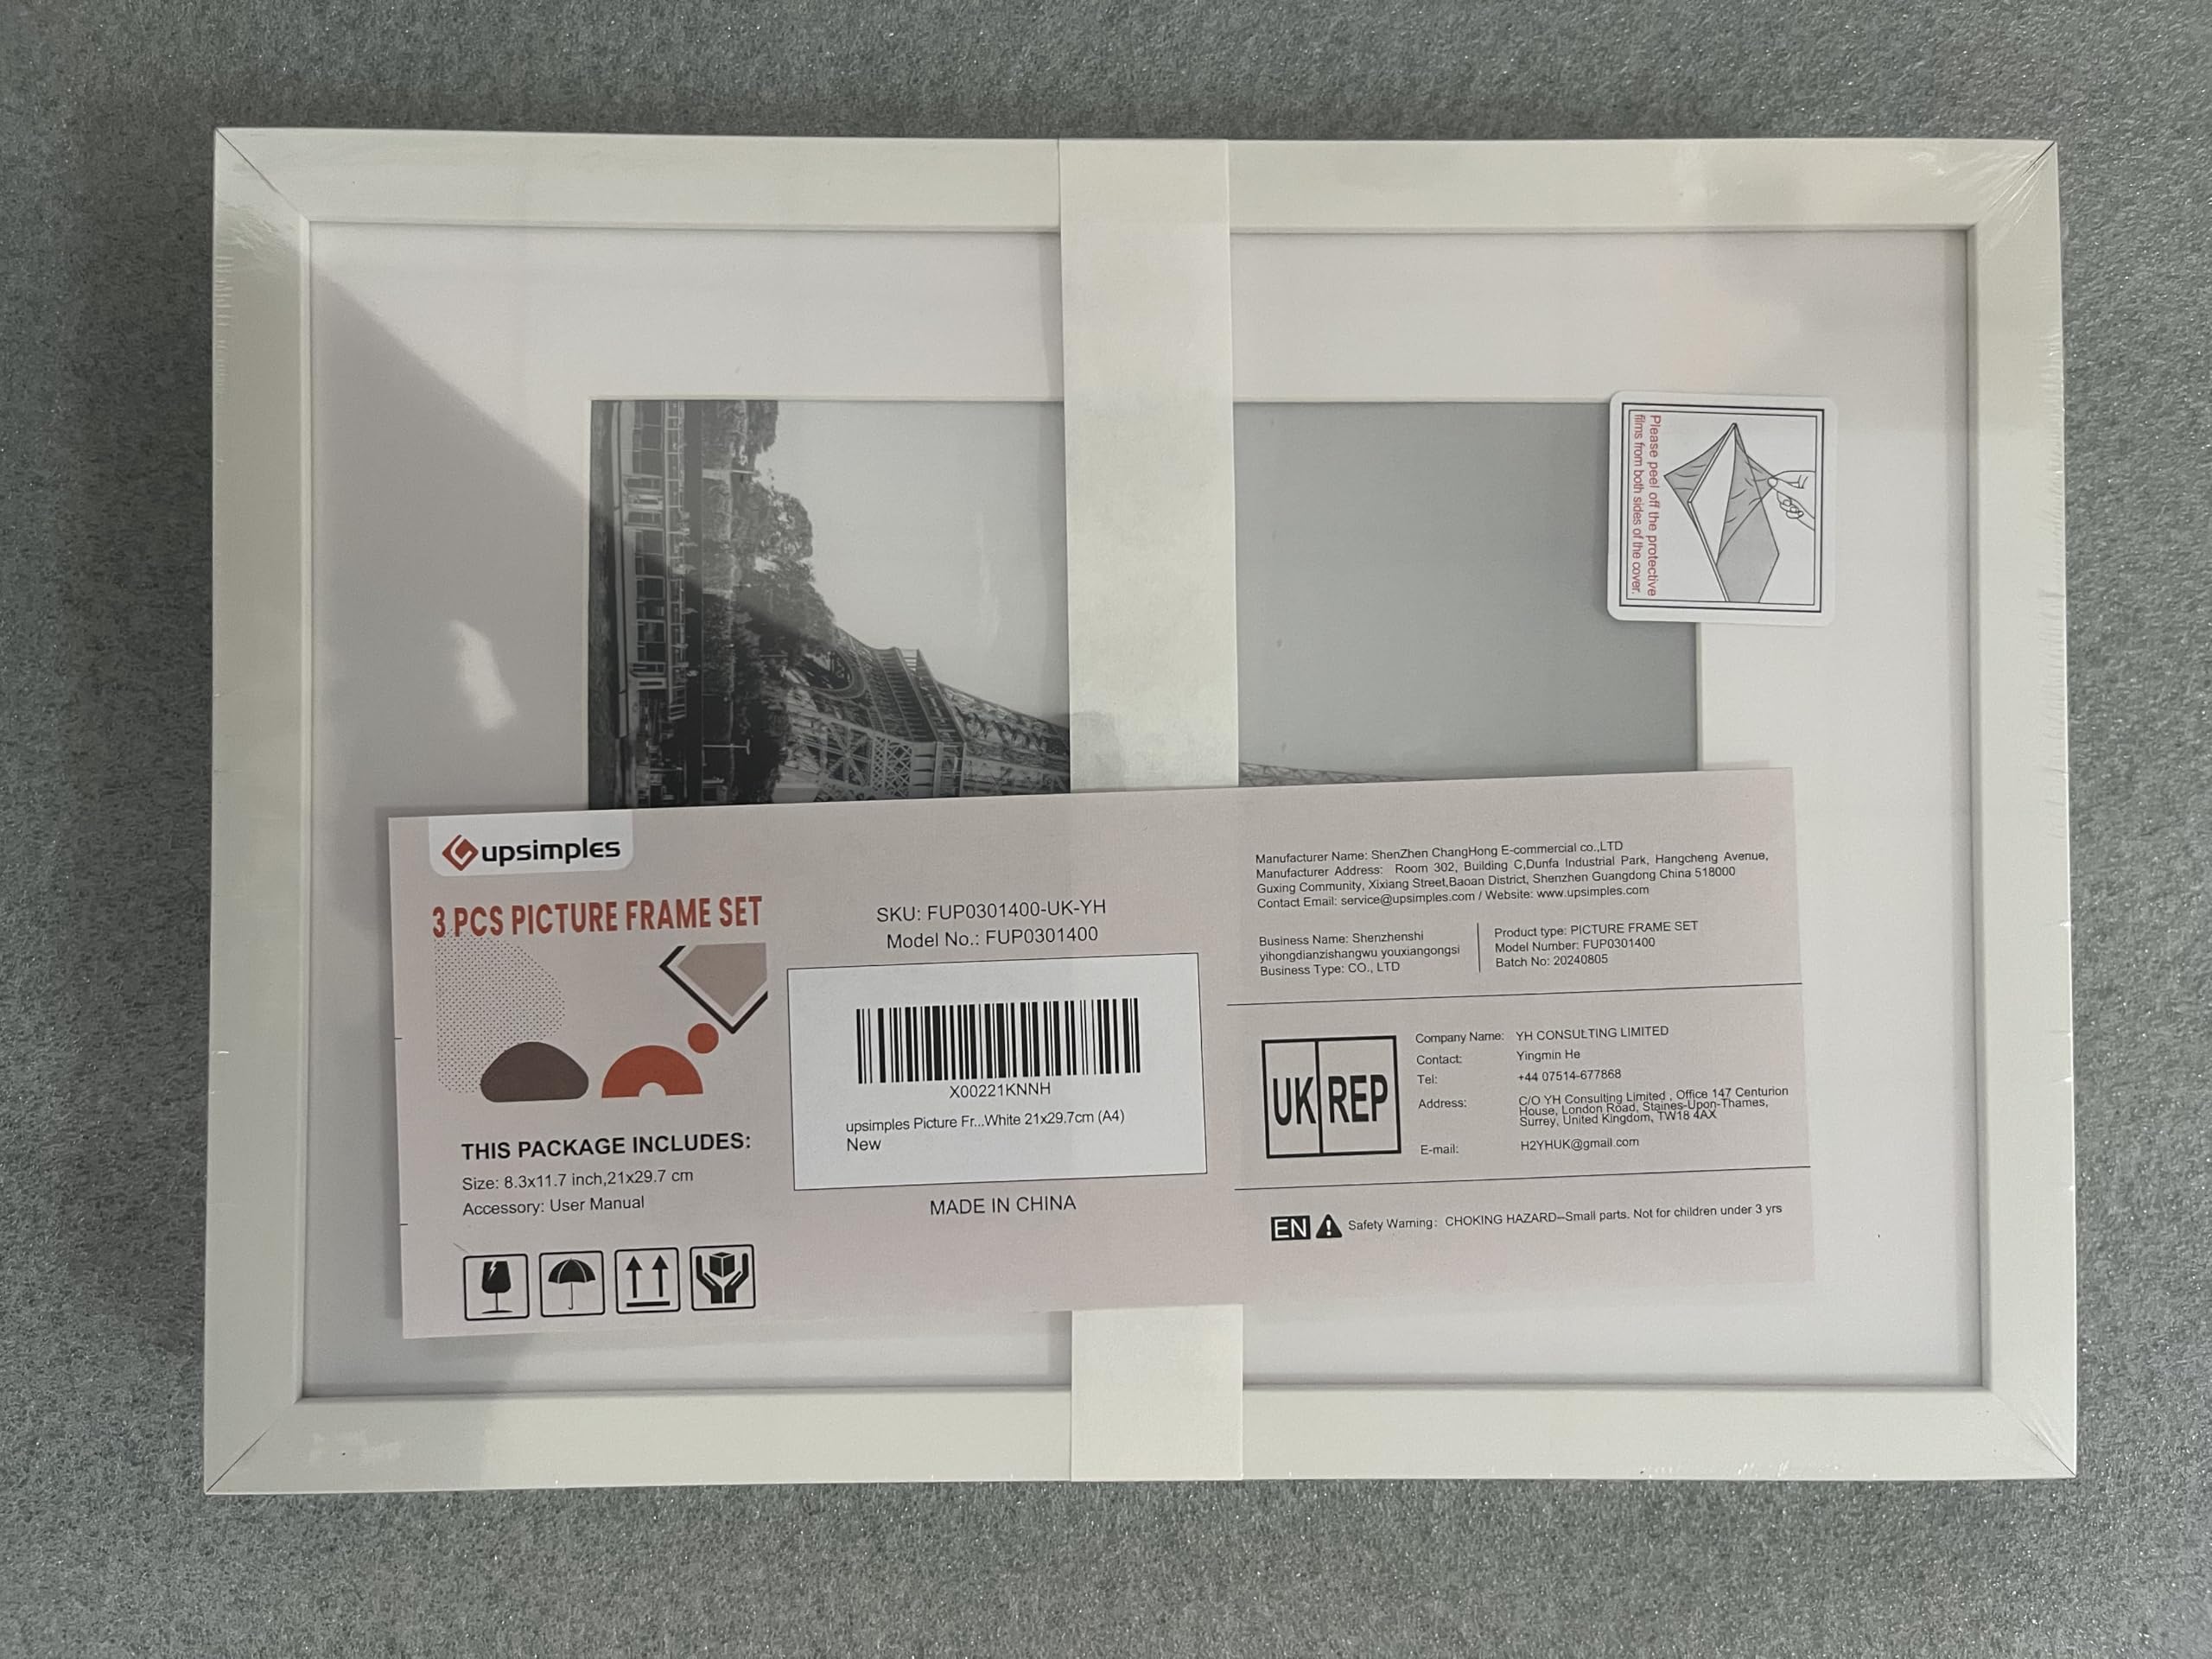 Please peel off the protective
films from both sides of the cover.
upsimples
3 PCS PICTURE FRAME SET
THIS PACKAGE INCLUDES:
Size: 8.3x11.7 inch,21x29.7 cm
Accessory: User Manual
SKU: FUP0301400-UK-YH
Model No.: FUP0301400
X00221KNNH
upsimples Picture Fr...White 21x29.7cm (A4)
New
MADE IN CHINA
Manufacturer Name: ShenZhen ChangHong E-commercial co.,LTD
Manufacturer Address: Room 302, Building C,Dunfa Industrial Park, Hangcheng Avenue,
Guxing Community, Xixiang Street,Baoan District, Shenzhen Guangdong China 518000
Contact Email: service@upsimples.com / Website: www.upsimples.com
Business Name: Shenzhenshi
yihongdianzishangwu youxiangongsi
Business Type: CO., LTD
Product type: PICTURE FRAME SET
Model Number: FUP0301400
Batch No: 20240805
UK REP
Company Name: YH CONSULTING LIMITED
Contact: Yingmin He
Tel: +44 07514-677868
Address: C/O YH Consulting Limited , Office 147 Centurion
House, London Road, Staines-Upon-Thames,
Surrey, United Kingdom, TW18 4AX
E-mail: H2YHUK@gmail.com
EN Safety Warning: CHOKING HAZARD–Small parts. Not for children under 3 yrs